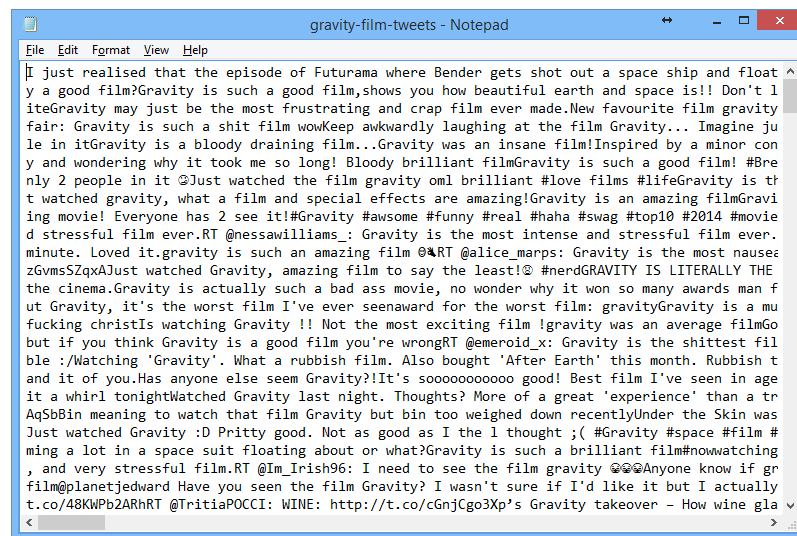 gravity-film-tweets - Notepad
File Edit Format View Help
I just realised that the episode of Futurama where Bender gets shot out a space ship and float
y a good film?Gravity is such a good film,shows you how beautiful earth and space is!! Don't l
iteGravity may just be the most frustrating and crap film ever made.New favourite film gravity
fair: Gravity is such a shit film wowKeep awkwardly laughing at the film Gravity... Imagine ju
le in itGravity is a bloody draining film...Gravity was an insane film!Inspired by a minor con
y and wondering why it took me so long! Bloody brilliant filmGravity is such a good film! #Bre
nly 2 people in it 😏Just watched the film gravity oml brilliant #love films #lifeGravity is th
t watched gravity, what a film and special effects are amazing!Gravity is an amazing filmGravi
ing movie! Everyone has 2 see it!#Gravity #awsome #funny #real #haha #swag #top10 #2014 #movie
d stressful film ever.RT @nessawilliams_: Gravity is the most intense and stressful film ever.
minute. Loved it.gravity is such an amazing film RT @alice_marps: Gravity is the most nausea
zGvmsSZqxAJust watched Gravity, amazing film to say the least! #nerdGRAVITY IS LITERALLY THE
the cinema.Gravity is actually such a bad ass movie, no wonder why it won so many awards man f
ut Gravity, it's the worst film I've ever seenaward for the worst film: gravityGravity is a mu
fucking christIs watching Gravity !! Not the most exciting film !gravity was an average filmGo
but if you think Gravity is a good film you're wrongRT @emeroid_x: Gravity is the shittest fil
ble :/Watching 'Gravity'. What a rubbish film. Also bought 'After Earth' this month. Rubbish t
and it of you.Has anyone else seem Gravity?!It's sooooooooooo good! Best film I've seen in age
it a whirl tonightWatched Gravity last night. Thoughts? More of a great 'experience' than a tr
AqSbBin meaning to watch that film Gravity but bin too weighed down recentlyUnder the Skin was
Just watched Gravity :D Pritty good. Not as good as I the l thought ;( #Gravity #space #film #
ming a lot in a space suit floating about or what?Gravity is such a brilliant film#nowwatching
, and very stressful film.RT @Im_Irish96: I need to see the film gravity 😀😀😀Anyone know if gr
film@planetjedward Have you seen the film Gravity? I wasn't sure if I'd like it but I actually
t.co/48KWPb2ARhRT @TritiaPOCCI: WINE: http://t.co/cGnjCgo3Xp's Gravity takeover – How wine gla